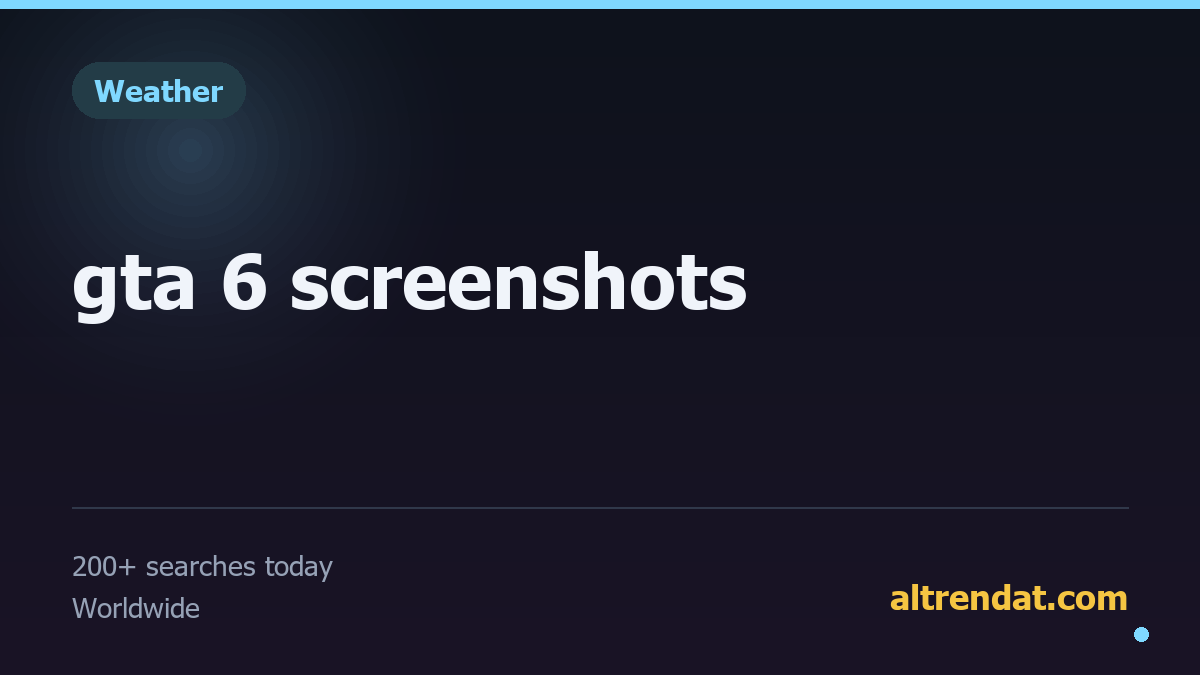 Weather
gta 6 screenshots
200+ searches today
Worldwide
altrendat.com